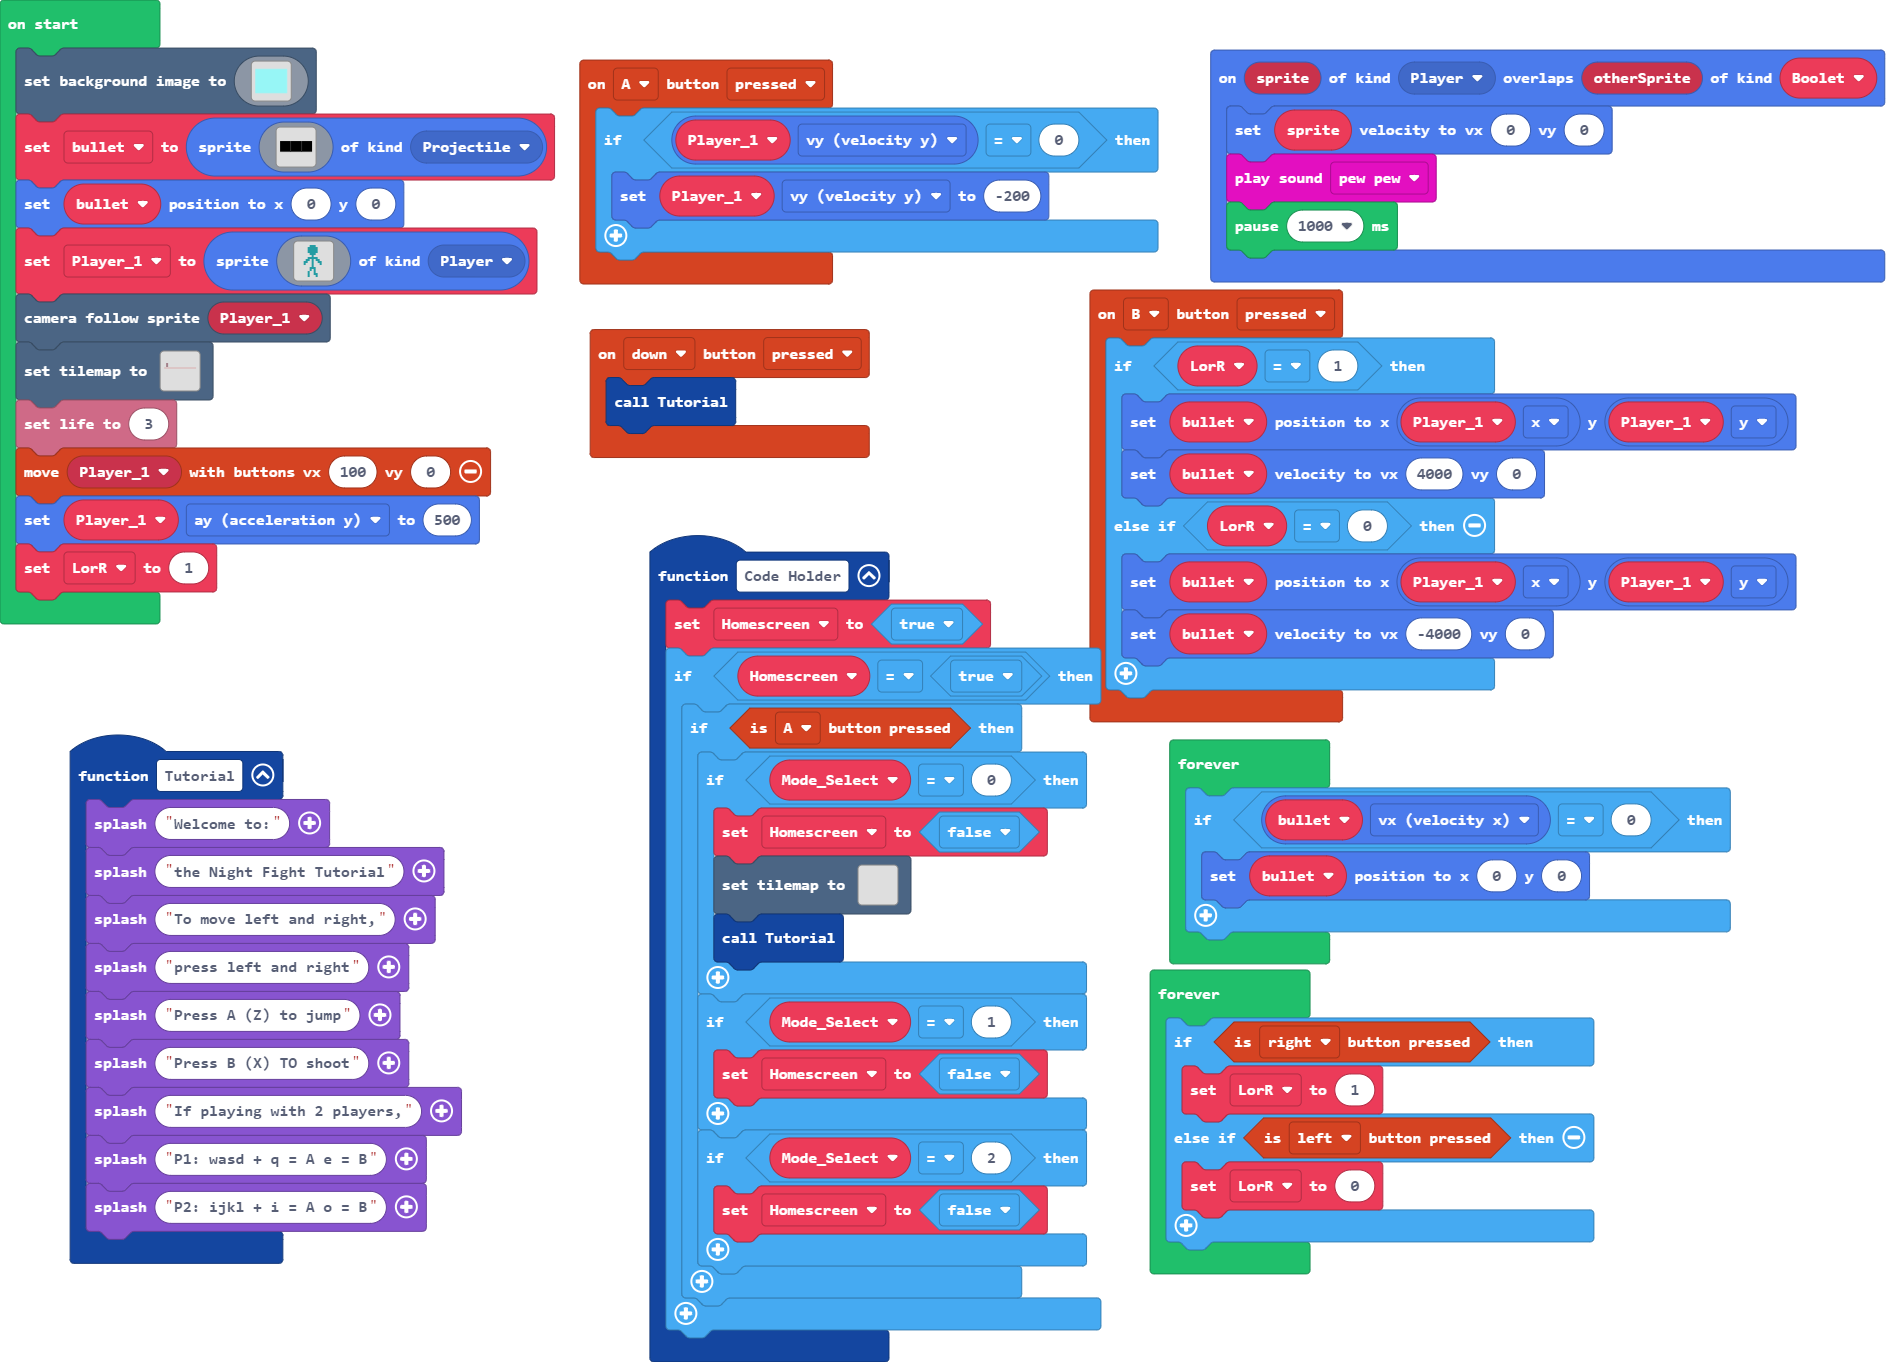 on start
set background image to
set bullet to sprite of kind Projectile
set bullet position to x 0 y 0
set Player_1 to sprite of kind Player
camera follow sprite Player_1
set tilemap to
set life to 3
move Player_1 with buttons vx 100 vy 0
set Player_1 ay (acceleration y) to 500
set LorR to 1
on A button pressed
if Player_1 vy (velocity y) = 0 then
set Player_1 vy (velocity y) to -200
on sprite of kind Player overlaps otherSprite of kind Boolet
set sprite velocity to vx 0 vy 0
play sound pew pew
pause 1000 ms
on down button pressed
call Tutorial
on B button pressed
if LorR = 1 then
set bullet position to x Player_1 x y Player_1 y
set bullet velocity to vx 4000 vy 0
else if LorR = 0 then
set bullet position to x Player_1 x y Player_1 y
set bullet velocity to vx -4000 vy 0
function Code Holder
set Homescreen to true
if Homescreen = true then
if is A button pressed then
if Mode_Select = 0 then
set Homescreen to false
set tilemap to
call Tutorial
if Mode_Select = 1 then
set Homescreen to false
if Mode_Select = 2 then
set Homescreen to false
function Tutorial
splash "Welcome to:"
splash "the Night Fight Tutorial"
splash "To move left and right,"
splash "press left and right"
splash "Press A (Z) to jump"
splash "Press B (X) TO shoot"
splash "If playing with 2 players,"
splash "P1: wasd + q = A e = B"
splash "P2: ijkl + i = A o = B"
forever
if bullet vx (velocity x) = 0 then
set bullet position to x 0 y 0
forever
if is right button pressed then
set LorR to 1
else if is left button pressed then
set LorR to 0